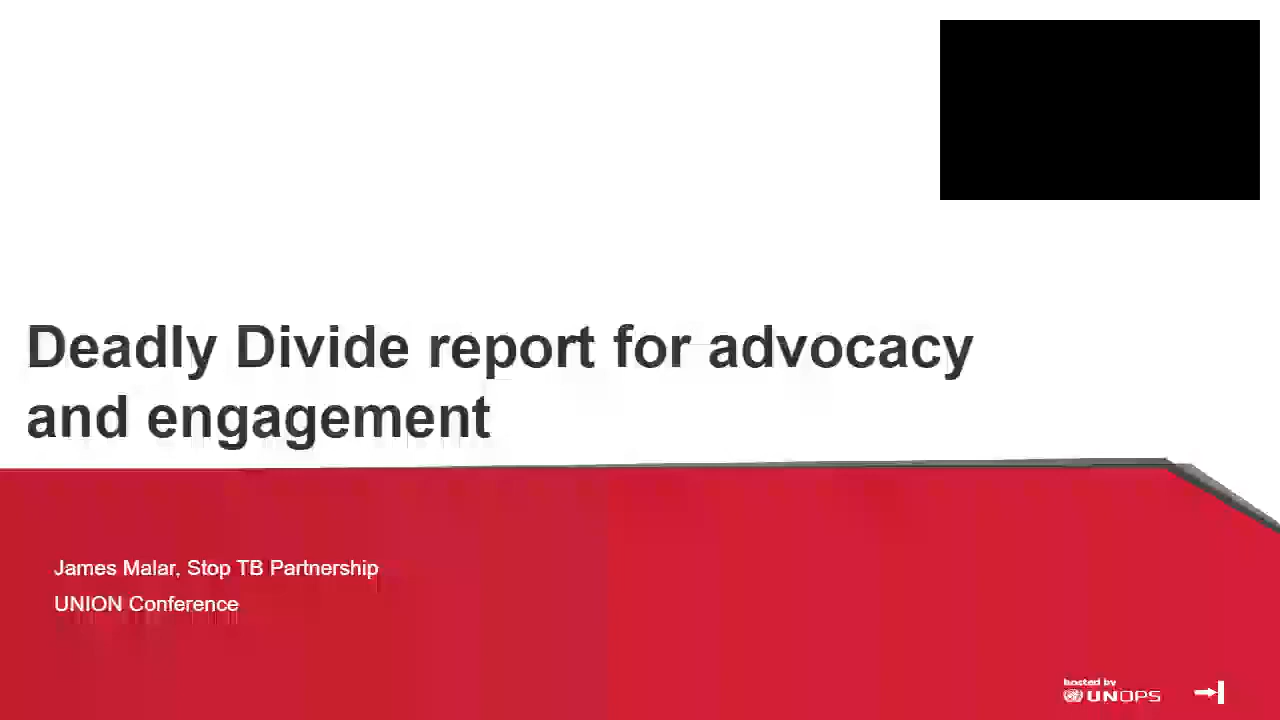 Deadly Divide report for advocacy
and engagement
James Malar, Stop TB Partnership
UNION Conference
hosted by
UNOPS